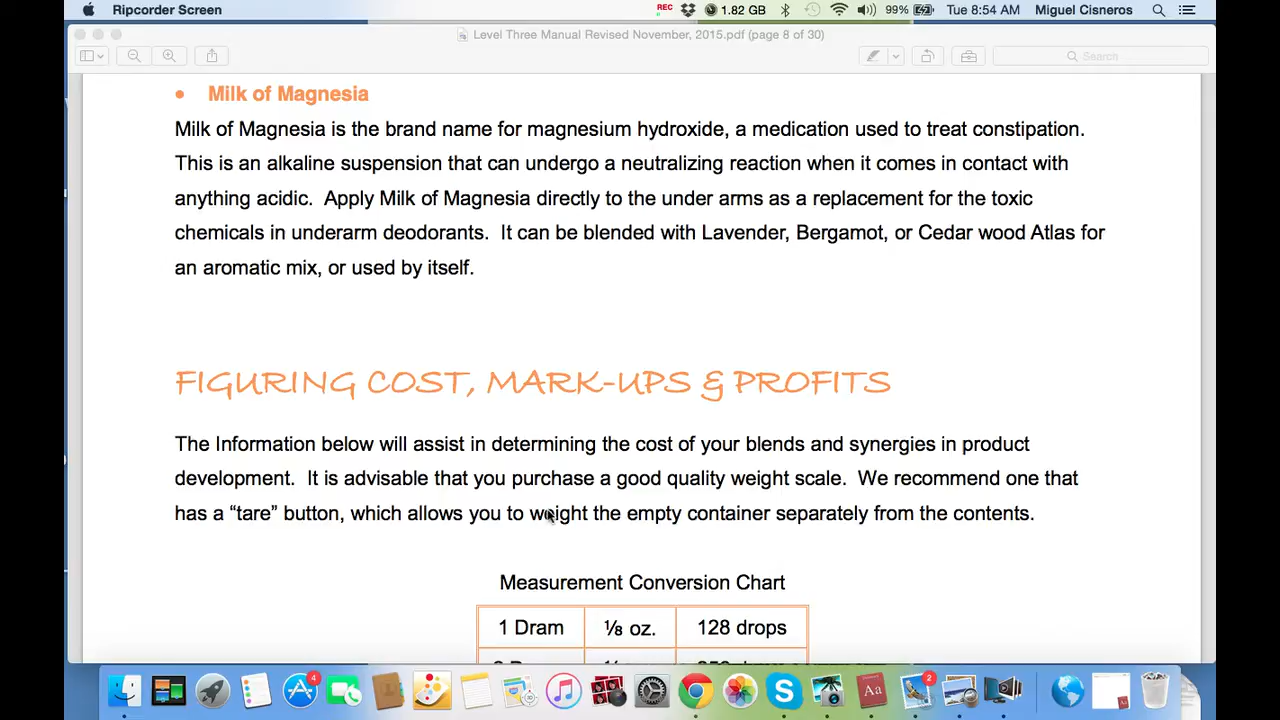 Ripcorder Screen REC 1.82 GB 99% Tue 8:54 AM Miguel Cisneros
Level Three Manual Revised November, 2015.pdf (page 8 of 30)
Search
• Milk of Magnesia
Milk of Magnesia is the brand name for magnesium hydroxide, a medication used to treat constipation.
This is an alkaline suspension that can undergo a neutralizing reaction when it comes in contact with
anything acidic.  Apply Milk of Magnesia directly to the under arms as a replacement for the toxic
chemicals in underarm deodorants.  It can be blended with Lavender, Bergamot, or Cedar wood Atlas for
an aromatic mix, or used by itself.
FIGURING COST, MARK-UPS & PROFITS
The Information below will assist in determining the cost of your blends and synergies in product
development.  It is advisable that you purchase a good quality weight scale.  We recommend one that
has a “tare” button, which allows you to weight the empty container separately from the contents.
Measurement Conversion Chart
1 Dram ⅛ oz. 128 drops
4
30
Aa
2